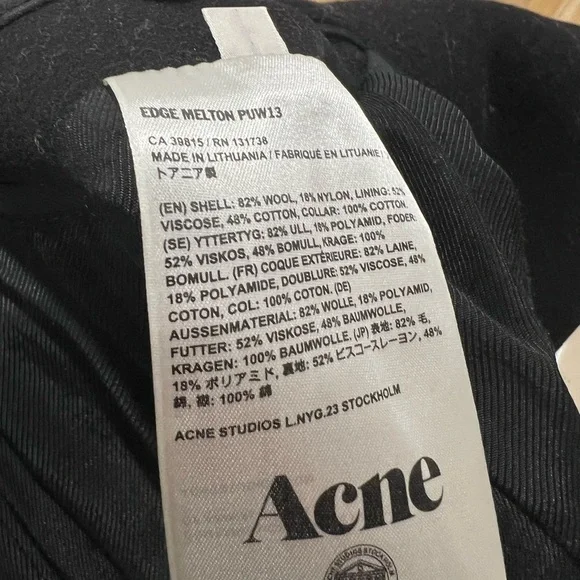 EDGE MELTON PUW13
CA 39815 / RN 131738
MADE IN LITHUANIA / FABRIQUÉ EN LITUANIE /
トアニア製
(EN) SHELL: 82% WOOL, 18% NYLON, LINING: 52%
VISCOSE, 48% COTTON, COLLAR: 100% COTTON.
(SE) YTTERTYG: 82% ULL, 18% POLYAMID, FODER:
52% VISKOS, 48% BOMULL, KRAGE: 100%
BOMULL. (FR) COQUE EXTÉRIEURE: 82% LAINE,
18% POLYAMIDE, DOUBLURE: 52% VISCOSE, 48%
COTON, COL: 100% COTON. (DE)
AUSSENMATERIAL: 82% WOLLE, 18% POLYAMID,
FUTTER: 52% VISKOSE, 48% BAUMWOLLE,
KRAGEN: 100% BAUMWOLLE. (JP) 表地: 82% 毛,
18% ポリアミド, 裏地: 52% ビスコースレーヨン, 48%
綿, 襟: 100% 綿
ACNE STUDIOS L.NYG.23 STOCKHOLM
Acne
STUDIOS STOCKHOLM